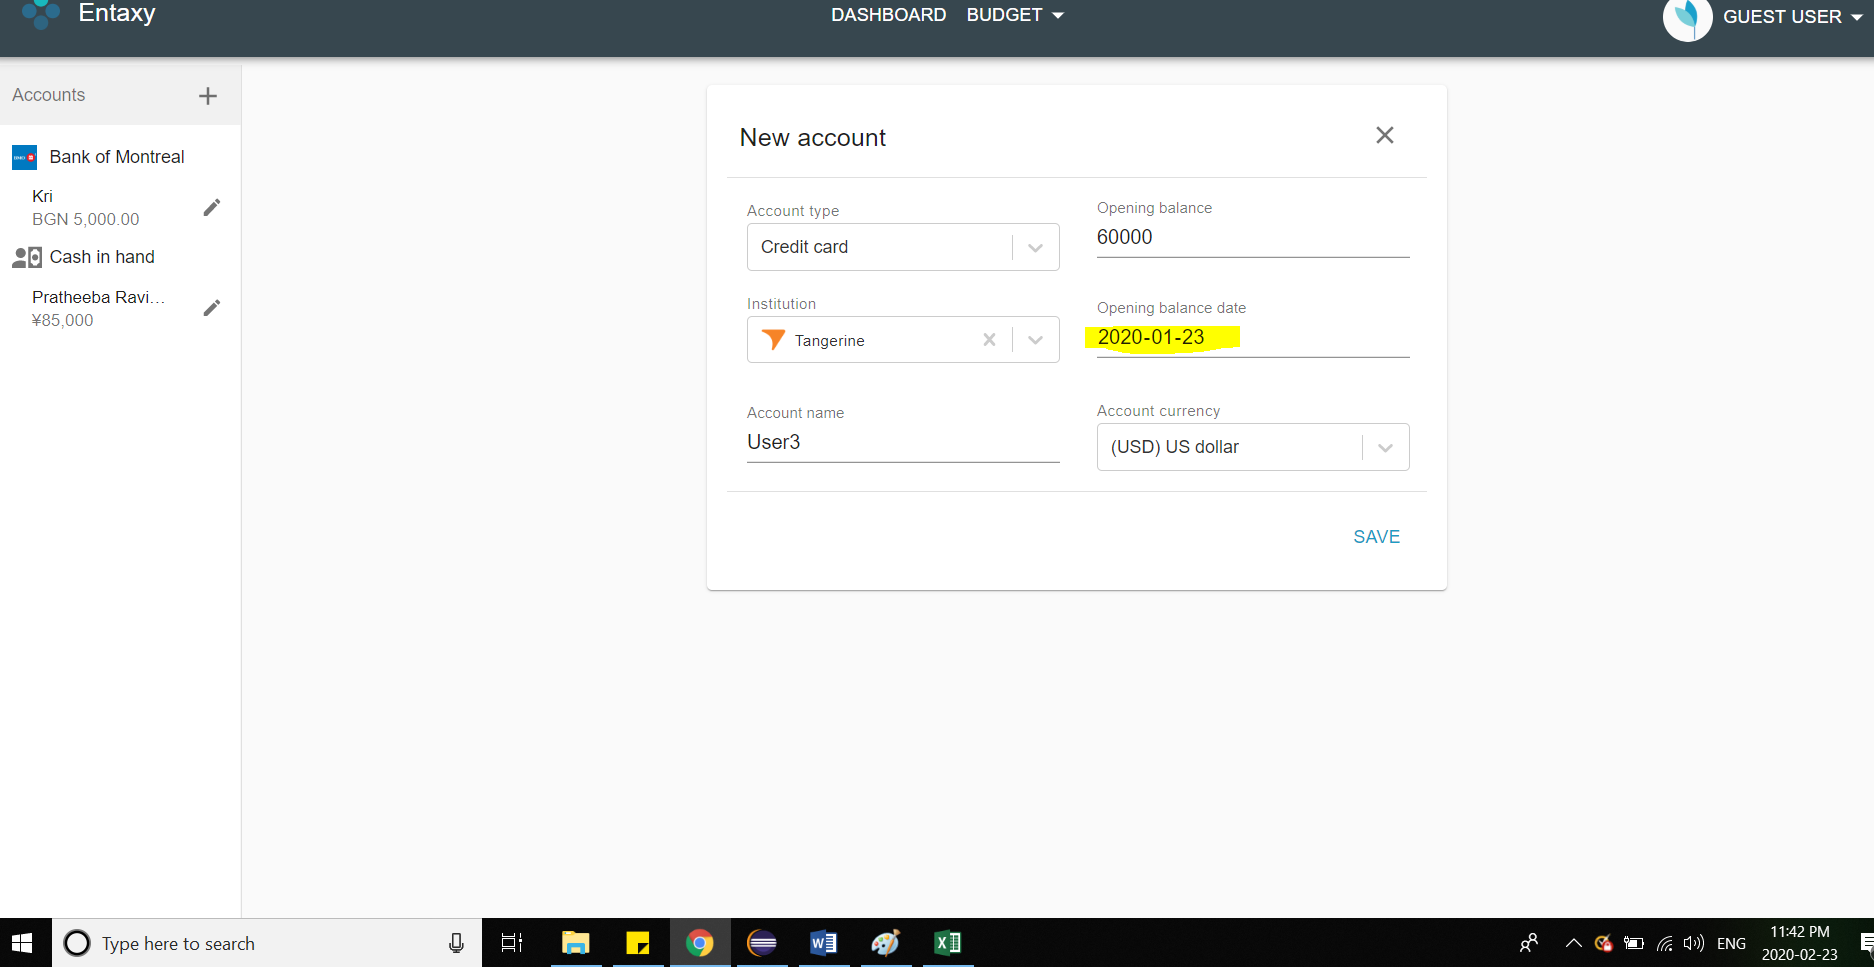 Entaxy
DASHBOARD BUDGET
GUEST USER
Accounts
Bank of Montreal
Kri
BGN 5,000.00
Cash in hand
Pratheeba Ravi...
¥85,000
New account
Account type
Credit card
Opening balance
60000
Institution
Tangerine
Opening balance date
2020-01-23
Account name
User3
Account currency
(USD) US dollar
SAVE
Type here to search
ENG
11:42 PM
2020-02-23